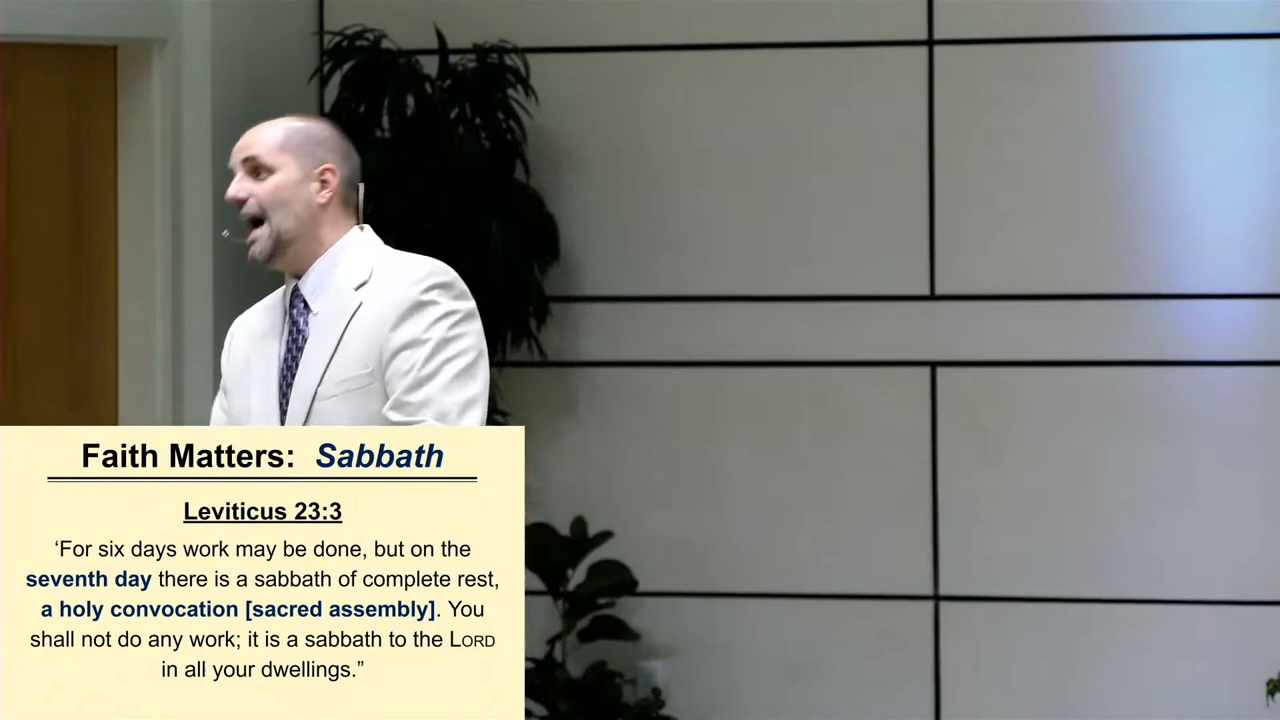 Faith Matters:  Sabbath
Leviticus 23:3
‘For six days work may be done, but on the
seventh day there is a sabbath of complete rest,
a holy convocation [sacred assembly]. You
shall not do any work; it is a sabbath to the LORD
in all your dwellings.”